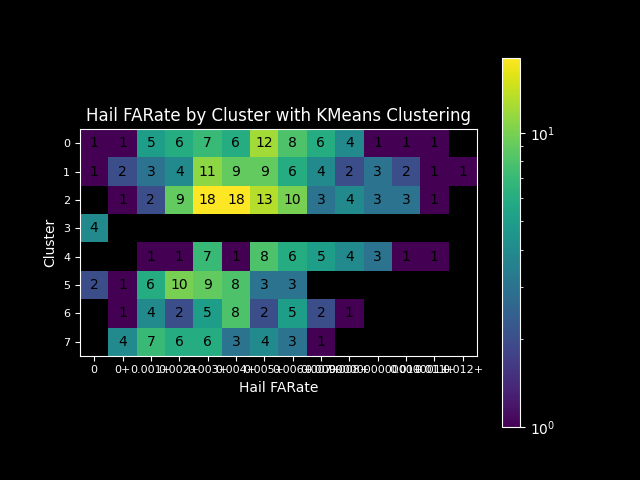 Hail FARate by Cluster with KMeans Clustering
0 1 1 5 6 7 6 12 8 6 4 1 1 1
1 1 2 3 4 11 9 9 6 4 2 3 2 1 1
2 1 2 9 18 18 13 10 3 4 3 3 1
3 4
4 1 1 7 1 8 6 5 4 3 1 1
5 2 1 6 10 9 8 3 3
6 1 4 2 5 8 2 5 2 1
7 4 7 6 6 3 4 3 1
Cluster
0 0+ 0.001+
Hail FARate
10¹
10⁰